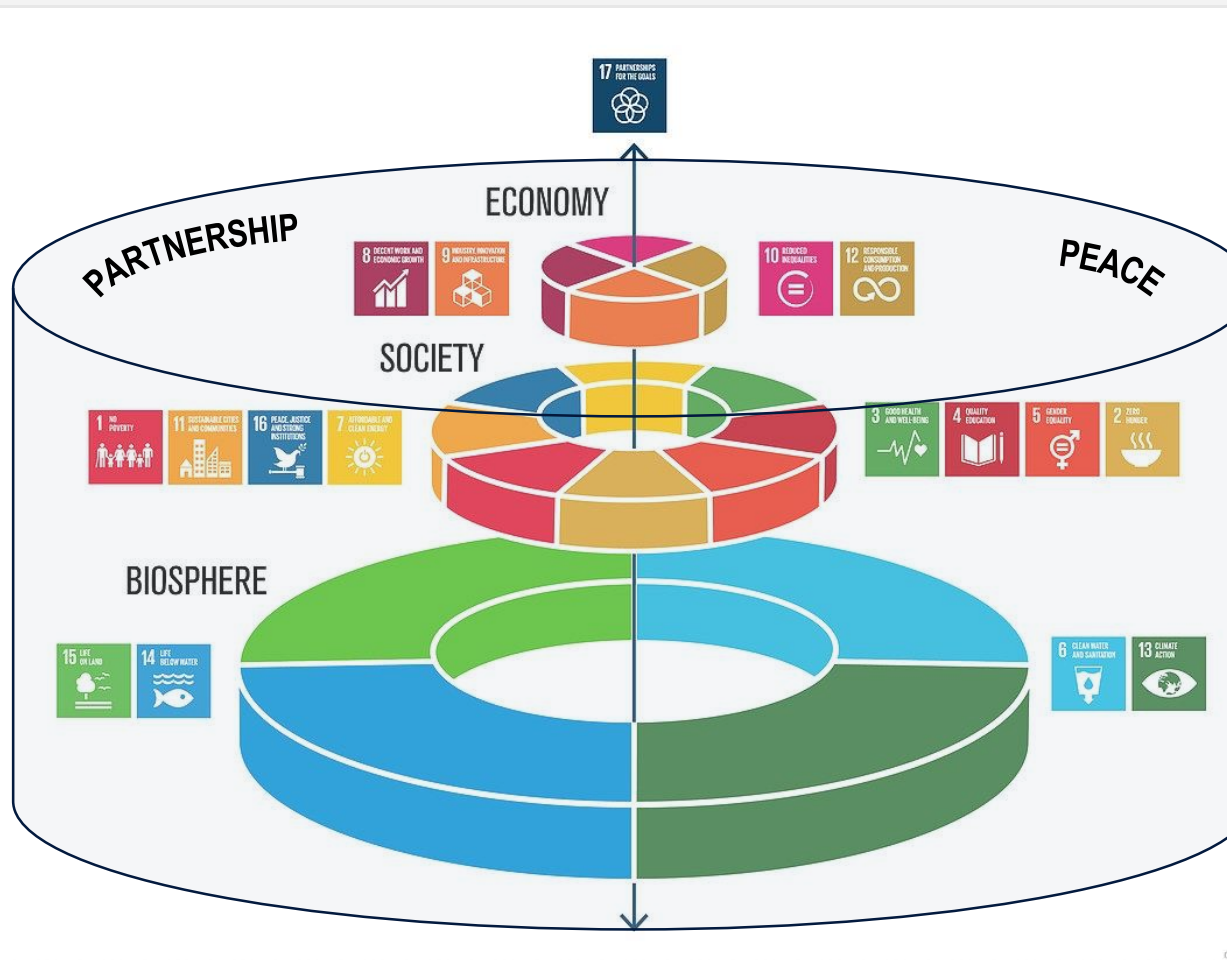 17 PARTNERSHIPS
FOR THE GOALS
ECONOMY
PARTNERSHIP
PEACE
8 DECENT WORK AND
ECONOMIC GROWTH
9 INDUSTRY, INNOVATION
AND INFRASTRUCTURE
10 REDUCED
INEQUALITIES
12 RESPONSIBLE
CONSUMPTION
AND PRODUCTION
SOCIETY
1 NO
POVERTY
11 SUSTAINABLE CITIES
AND COMMUNITIES
16 PEACE, JUSTICE
AND STRONG
INSTITUTIONS
7 AFFORDABLE AND
CLEAN ENERGY
3 GOOD HEALTH
AND WELL-BEING
4 QUALITY
EDUCATION
5 GENDER
EQUALITY
2 ZERO
HUNGER
BIOSPHERE
15 LIFE
ON LAND
14 LIFE
BELOW WATER
6 CLEAN WATER
AND SANITATION
13 CLIMATE
ACTION